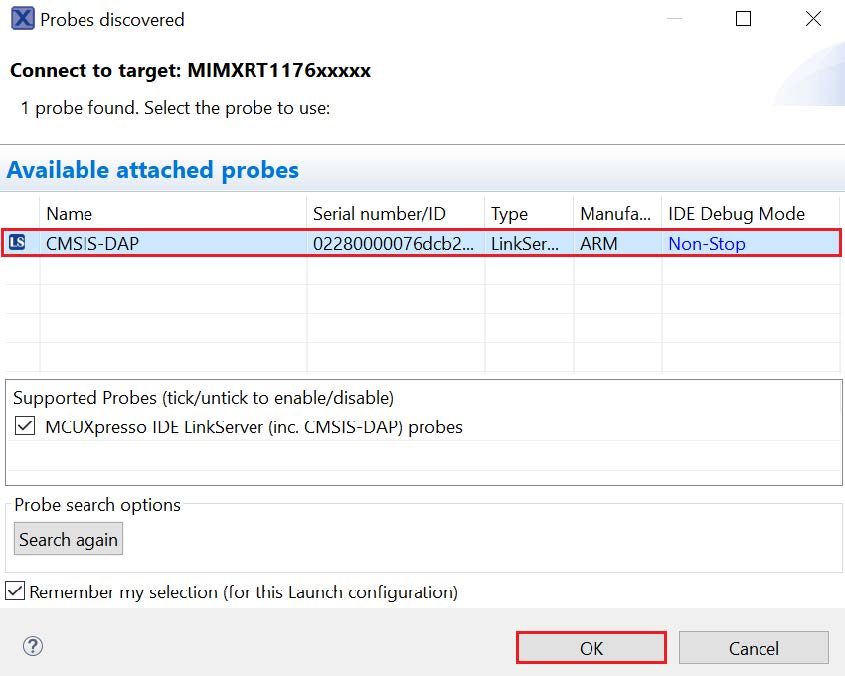 Probes discovered
Connect to target: MIMXRT1176xxxxx
1 probe found. Select the probe to use:
Available attached probes
Name Serial number/ID Type Manufa... IDE Debug Mode
LS CMSIS-DAP 02280000076dcb2... LinkSer... ARM Non-Stop
Supported Probes (tick/untick to enable/disable)
MCUXpresso IDE LinkServer (inc. CMSIS-DAP) probes
Probe search options
Search again
Remember my selection (for this Launch configuration)
? OK Cancel